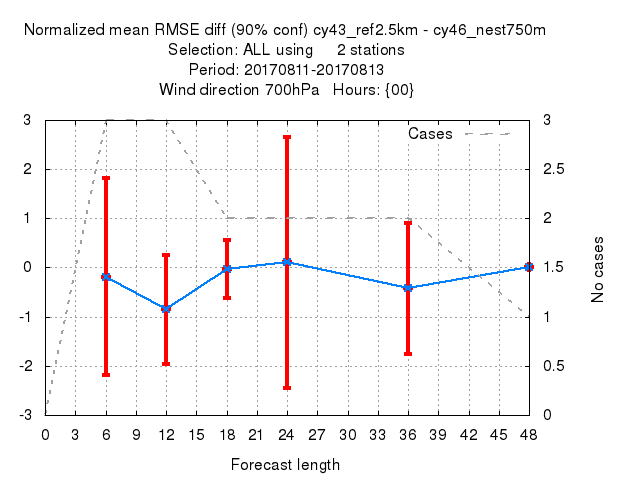 Normalized mean RMSE diff (90% conf) cy43_ref2.5km - cy46_nest750m
Selection: ALL using 2 stations
Period: 20170811-20170813
Wind direction 700hPa Hours: {00}
Cases
3
2
1
0
-1
-2
-3
3
2.5
2
1.5
1
0.5
0
No cases
0 3 6 9 12 15 18 21 24 27 30 33 36 39 42 45 48
Forecast length